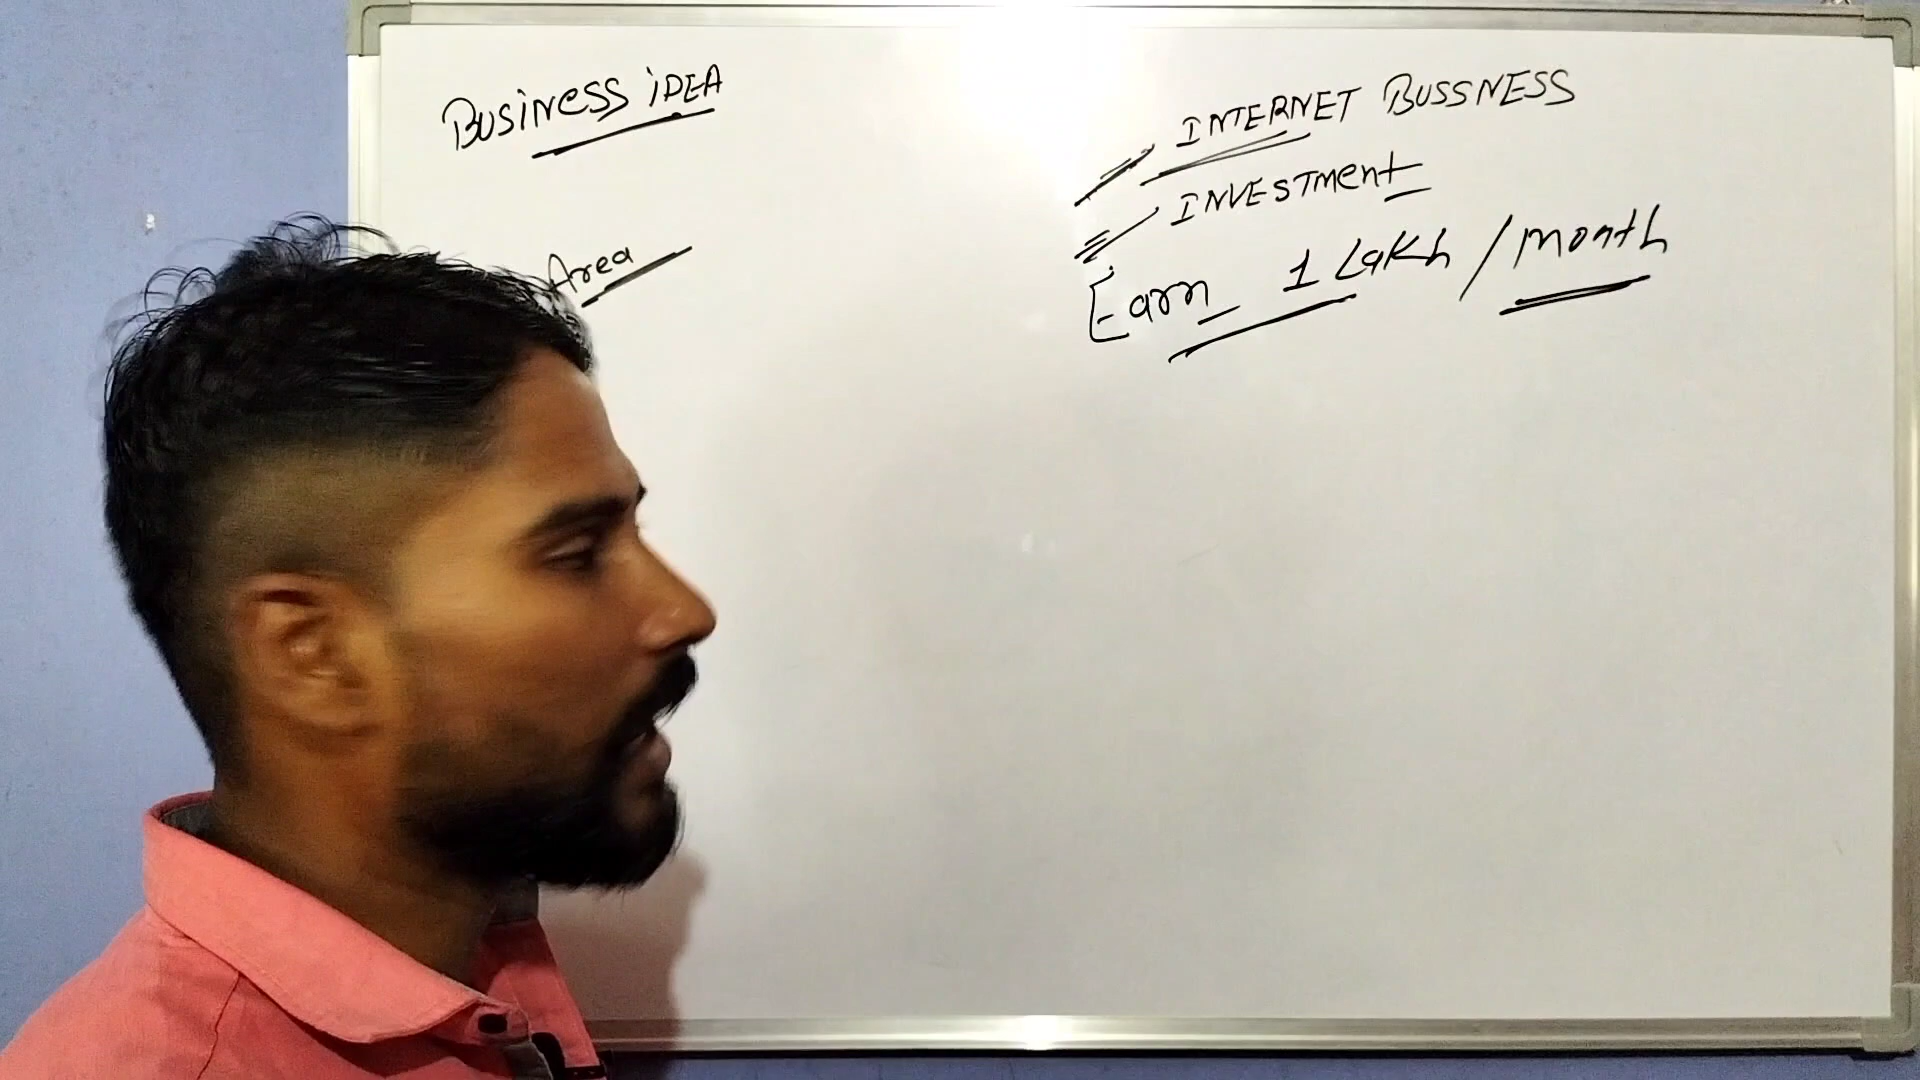 BUSiNESS iDEA
Area
INTERNET BUSSNESS
INVESTment
Earn 1 Lakh / month